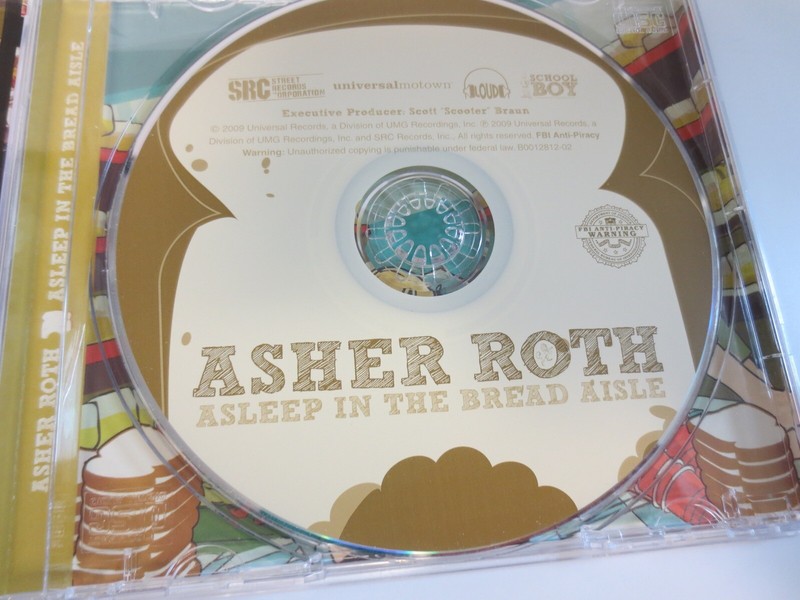 SRC STREET RECORDS CORPORATION
universalmotown
LOUD
SCHOOL BOY
Executive Producer: Scott 'Scooter' Braun
© 2009 Universal Records, a Division of UMG Recordings, Inc. ℗ 2009 Universal Records, a
Division of UMG Recordings, Inc. and SRC Records, Inc., All rights reserved. FBI Anti-Piracy
Warning: Unauthorized copying is punishable under federal law. B0012812-02
FBI ANTI-PIRACY
WARNING
ASHER ROTH
ASLEEP IN THE BREAD AISLE
ASHER ROTH ASLEEP IN THE BREAD AISLE